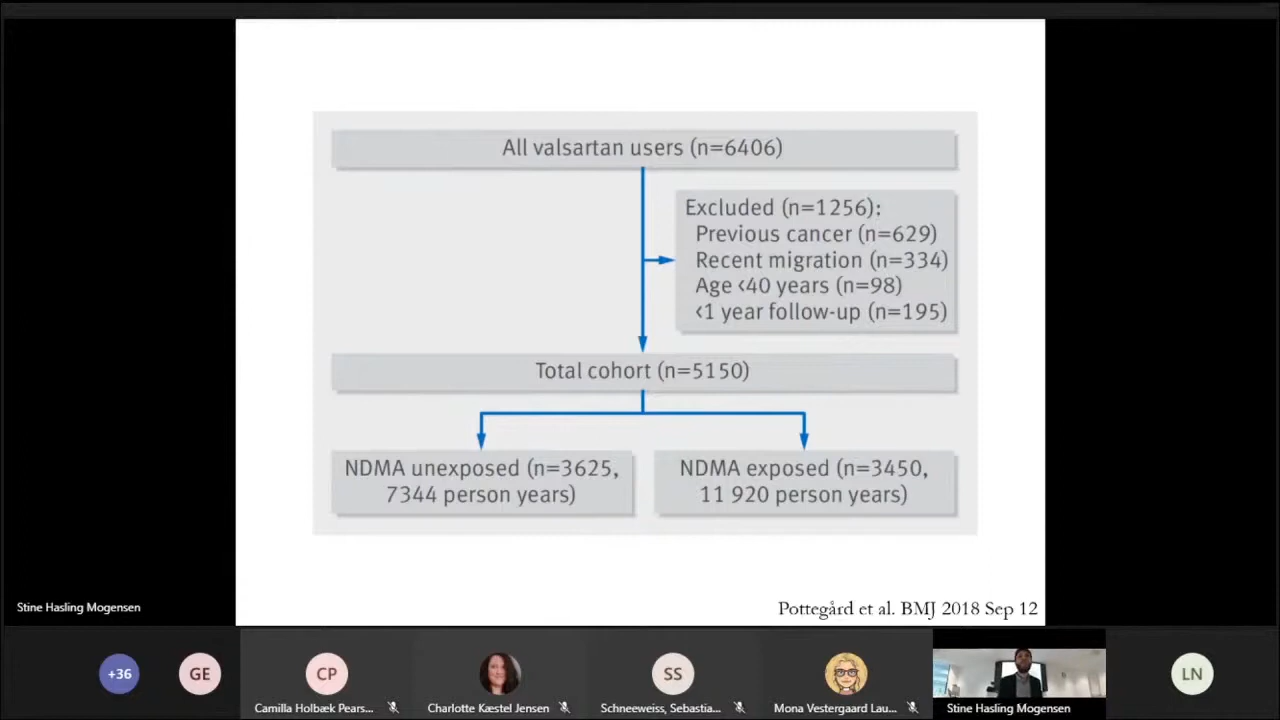 All valsartan users (n=6406)
Excluded (n=1256):
Previous cancer (n=629)
Recent migration (n=334)
Age <40 years (n=98)
<1 year follow-up (n=195)
Total cohort (n=5150)
NDMA unexposed (n=3625,
7344 person years)
NDMA exposed (n=3450,
11 920 person years)
Stine Hasling Mogensen
Pottegård et al. BMJ 2018 Sep 12
+36
GE
CP
Camilla Holbæk Pears...
Charlotte Kæstel Jensen
SS
Schneeweiss, Sebastia...
Mona Vestergaard Lau...
Stine Hasling Mogensen
LN